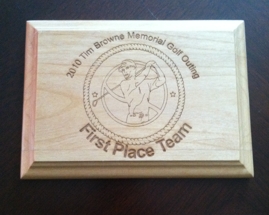 2010 Tim Browne Memorial Golf Outing
First Place Team